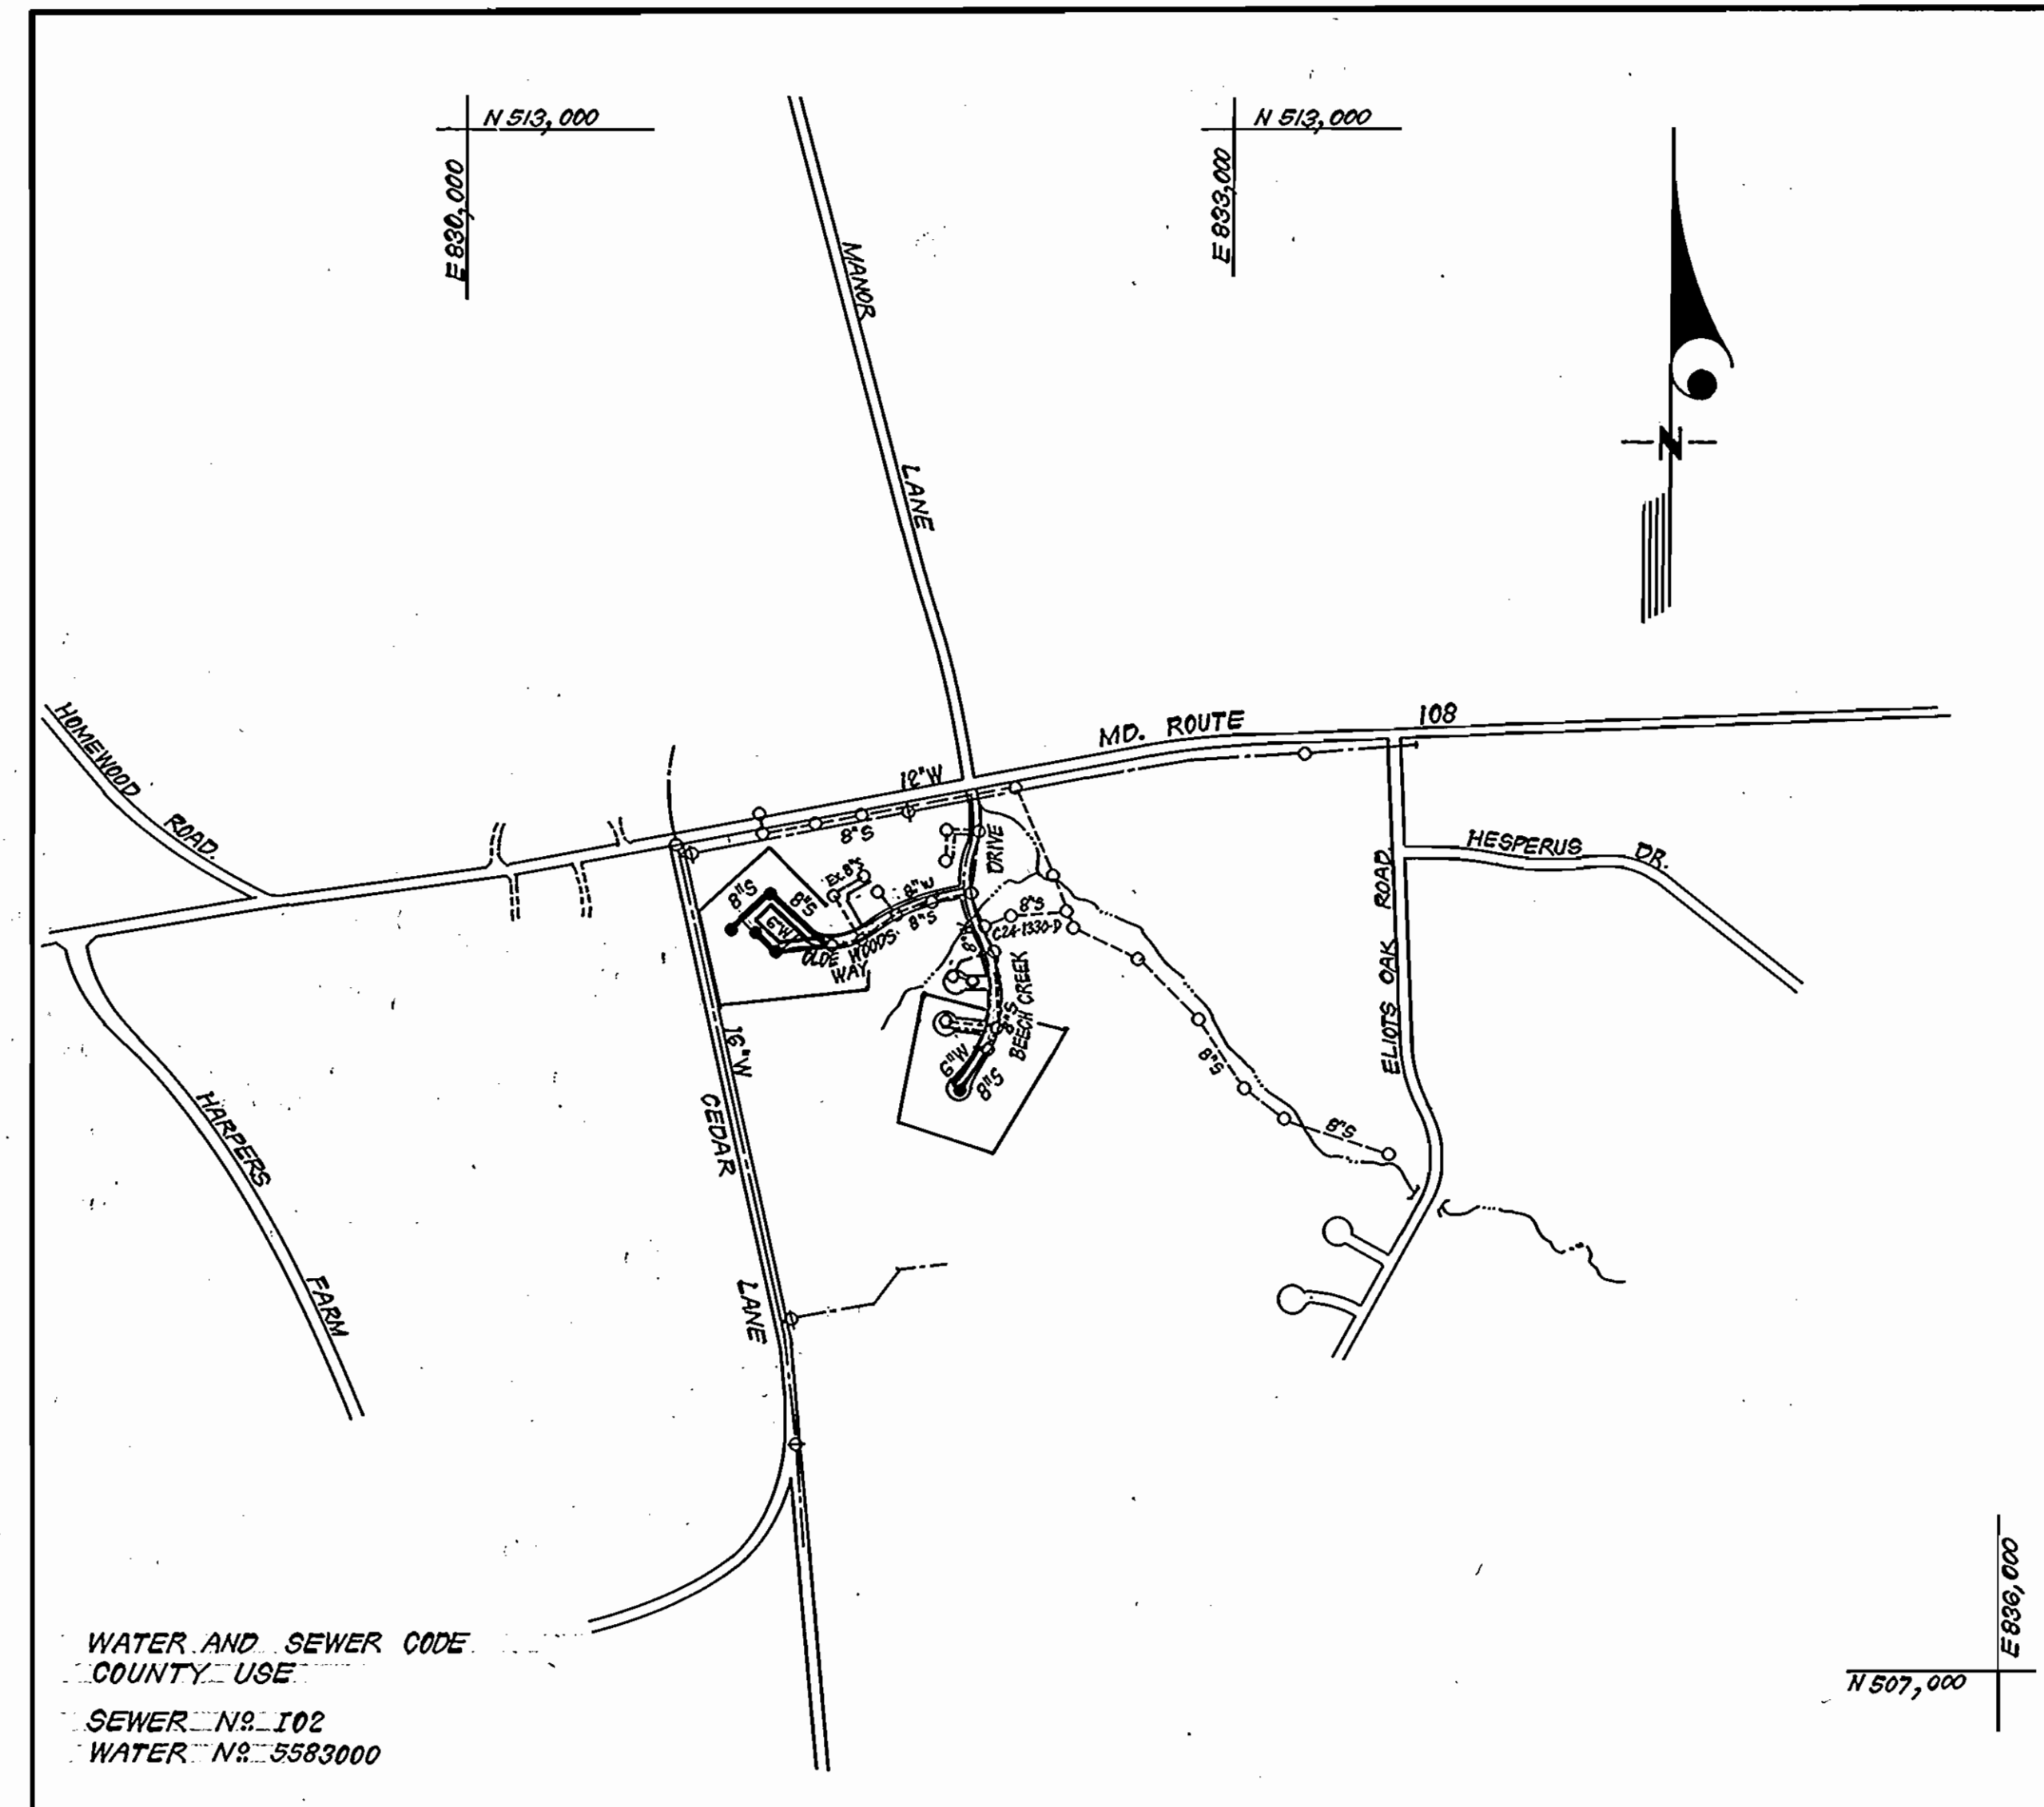 N 513,000
N 513,000
E 830,000
E 833,000
MANOR
LANE
N
HOMEWOOD
ROAD.
MD. ROUTE
108
12"W
8"S
DRIVE
HESPERUS
DR.
Ex. 8"S
8"W
8"S
8"S
8"S
6"W
8"S
8"W
C24-1330-D
OLDE WOODS
WAY
ELIOTS OAK ROAD
BEECH CREEK
8"S
6"W
8"S
16"W
CEDAR
LANE
8"S
8"S
HARPERS
FARM
E 836,000
N 507,000
WATER AND SEWER CODE
COUNTY USE
SEWER Nº I02
WATER Nº 5583000